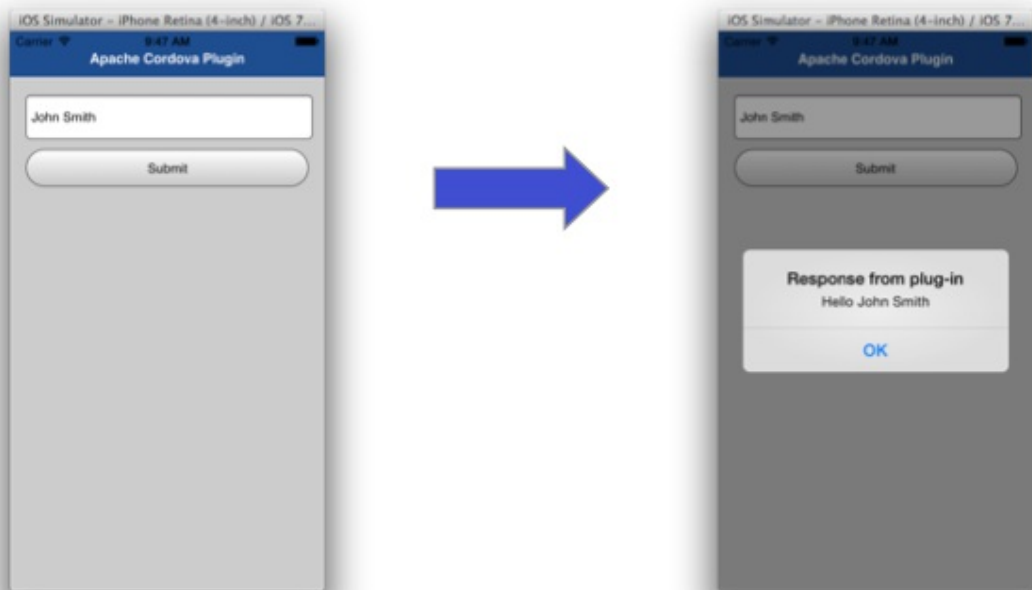 iOS Simulator – iPhone Retina (4-inch) / iOS 7...
Carrier 9:47 AM
Apache Cordova Plugin
John Smith
Submit
iOS Simulator – iPhone Retina (4-inch) / iOS 7...
Carrier 9:47 AM
Apache Cordova Plugin
John Smith
Submit
Response from plug-in
Hello John Smith
OK